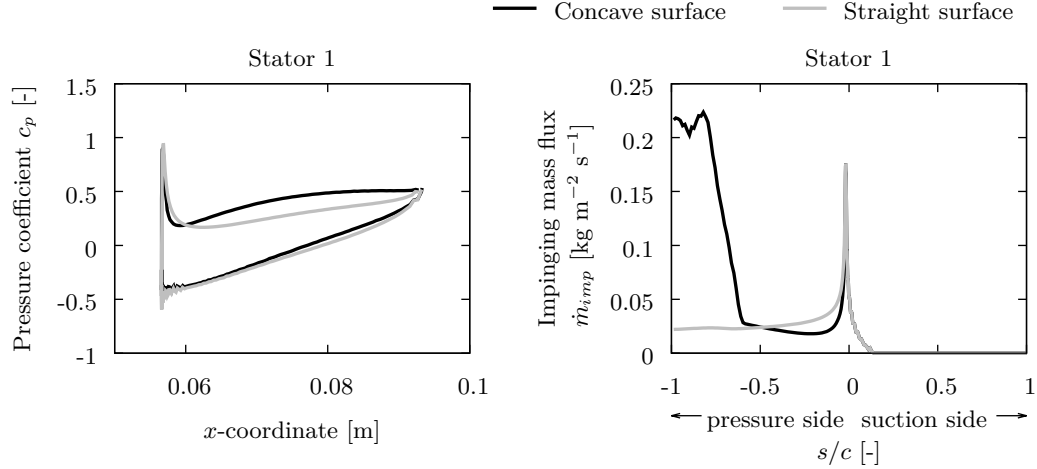 Concave surface Straight surface
Stator 1
Pressure coefficient c_p [-]
1.5
1
0.5
0
-0.5
-1
0.06 0.08 0.1
x-coordinate [m]
Stator 1
Impinging mass flux
ṁ_imp [kg m⁻² s⁻¹]
0.25
0.2
0.15
0.1
0.05
0
-1 -0.5 0 0.5 1
← pressure side suction side →
s/c [-]